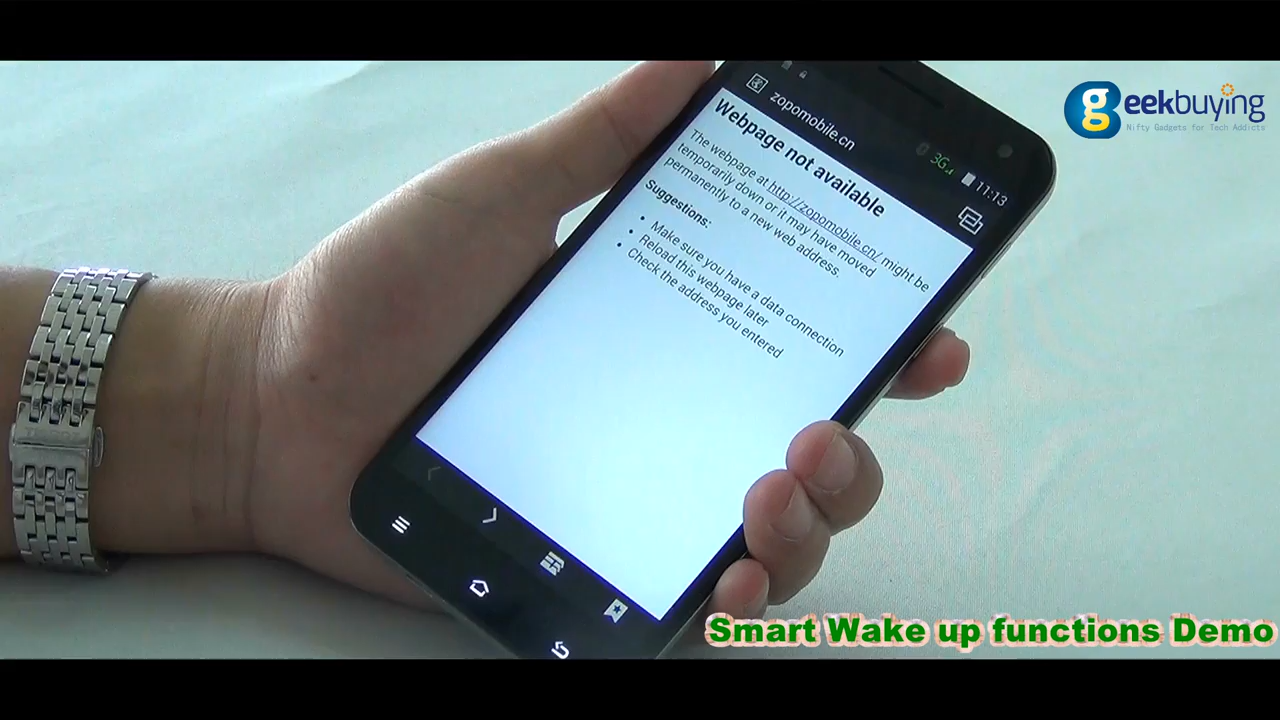 geekbuying
Nifty Gadgets for Tech Addicts
3G
11:13
zopomobile.cn
Webpage not available
The webpage at http://zopomobile.cn/ might be
temporarily down or it may have moved
permanently to a new web address.
Suggestions:
• Make sure you have a data connection
• Reload this webpage later
• Check the address you entered
Smart Wake up functions Demo